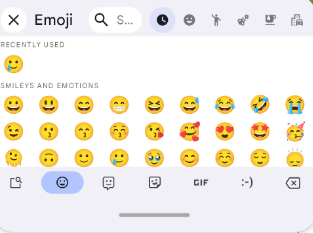 Emoji
S...
RECENTLY USED
SMILEYS AND EMOTIONS
GIF
:-)